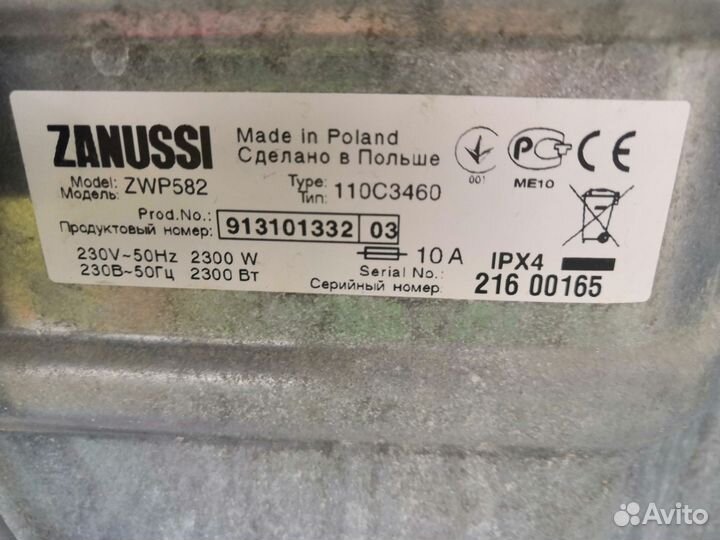 ZANUSSI
Made in Poland
Сделано в Польше
001
PC
ME10
CE
Model:
Модель:
ZWP582
Type:
Тип:
110C3460
Prod.No.:
Продуктовый номер:
913101332 03
230V~50Hz 2300 W
230В~50Гц 2300 Вт
10 A
IPX4
Serial No.:
Серийный номер:
216 00165
Avito